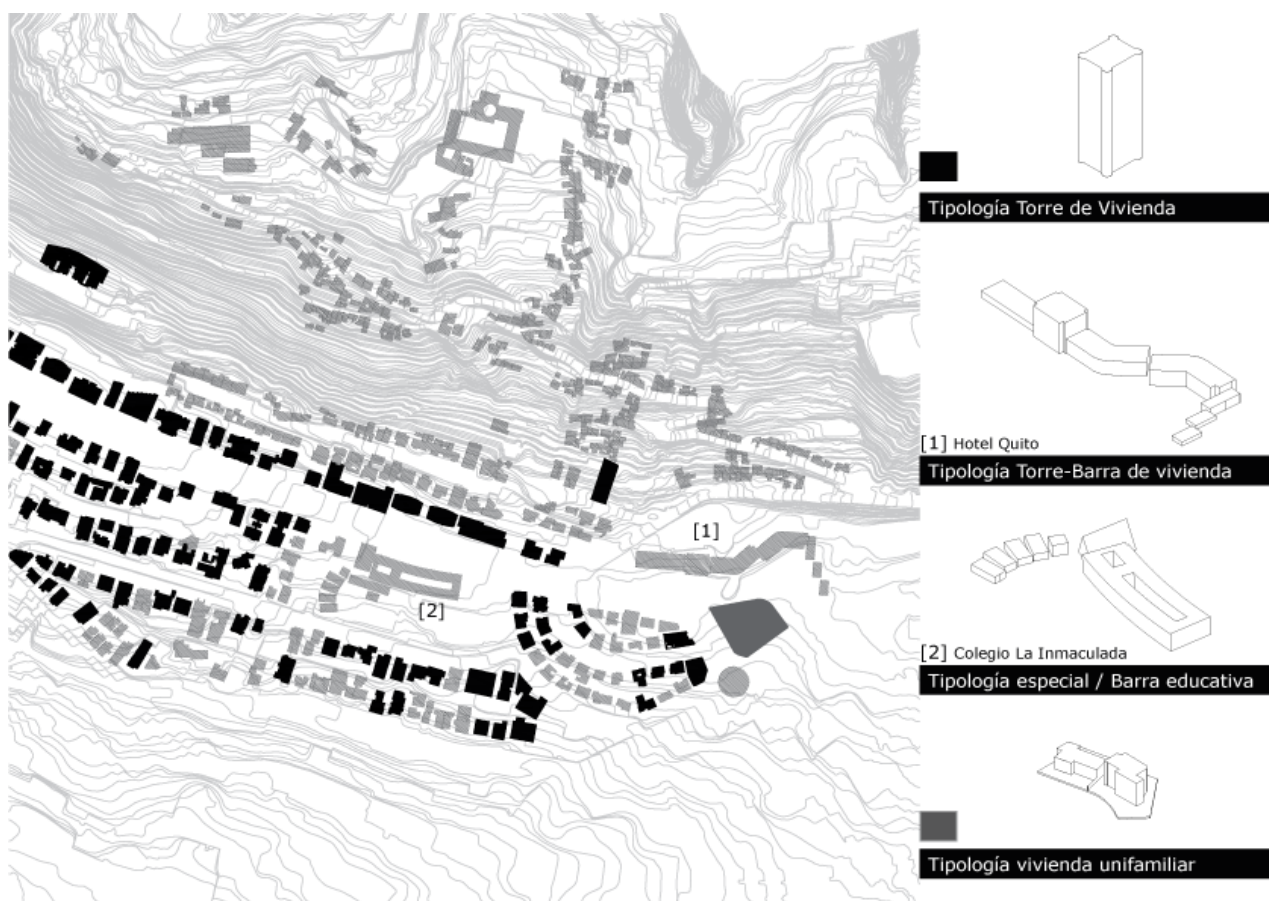 [1]
[2]
Tipología Torre de Vivienda
[1] Hotel Quito
Tipología Torre-Barra de vivienda
[2] Colegio La Inmaculada
Tipología especial / Barra educativa
Tipología vivienda unifamiliar